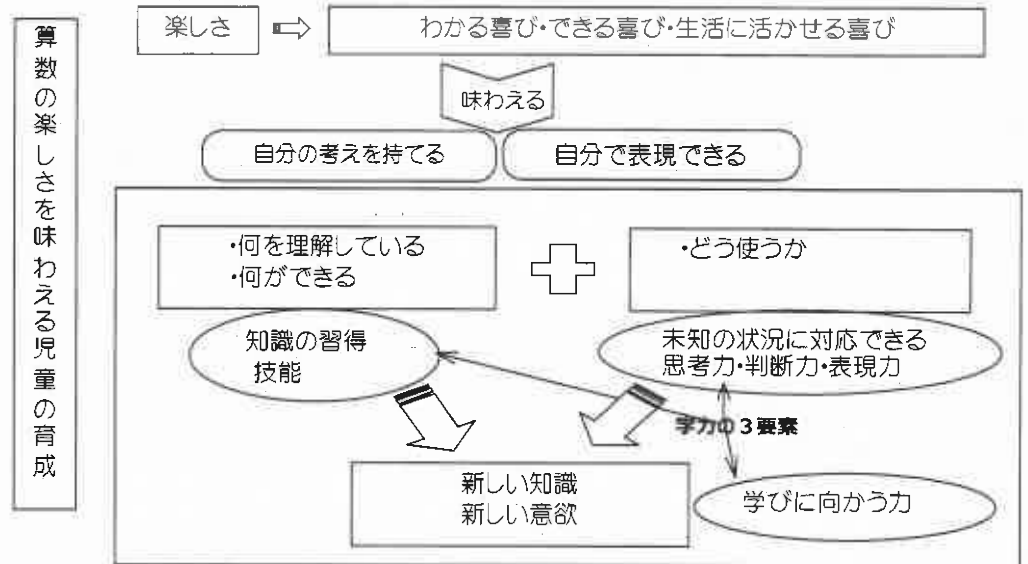 算数の楽しさを味わえる児童の育成
楽しさ
わかる喜び・できる喜び・生活に活かせる喜び
味わえる
自分の考えを持てる
自分で表現できる
・何を理解している
・何ができる
・どう使うか
知識の習得
技能
未知の状況に対応できる
思考力・判断力・表現力
学力の3要素
新しい知識
新しい意欲
学びに向かう力